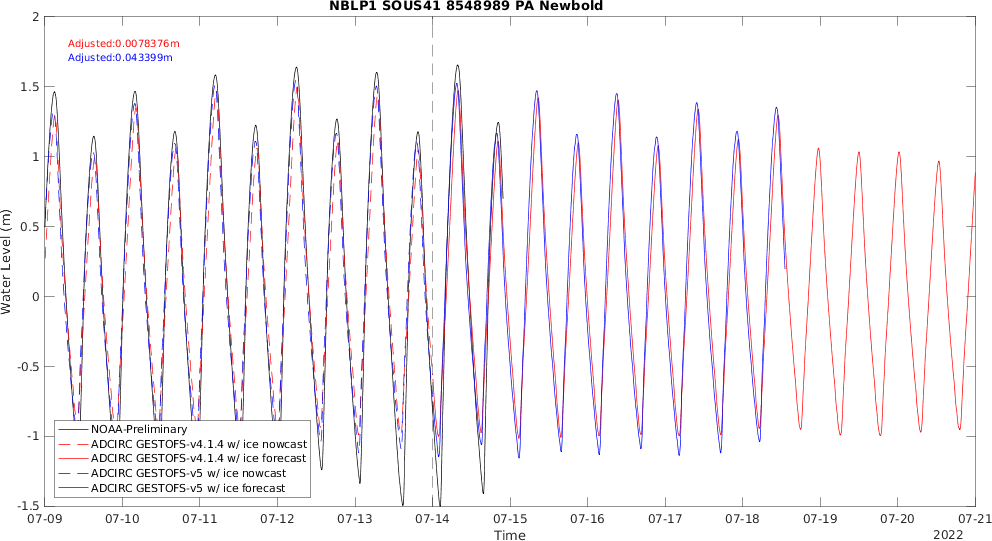 NBLP1 SOUS41 8548989 PA Newbold
Adjusted:0.0078376m
Adjusted:0.043399m
2
1.5
1
0.5
0
-0.5
-1
-1.5
Water Level (m)
NOAA-Preliminary
ADCIRC GESTOFS-v4.1.4 w/ ice nowcast
ADCIRC GESTOFS-v4.1.4 w/ ice forecast
ADCIRC GESTOFS-v5 w/ ice nowcast
ADCIRC GESTOFS-v5 w/ ice forecast
07-09 07-10 07-11 07-12 07-13 07-14 07-15 07-16 07-17 07-18 07-19 07-20 07-21
Time
2022